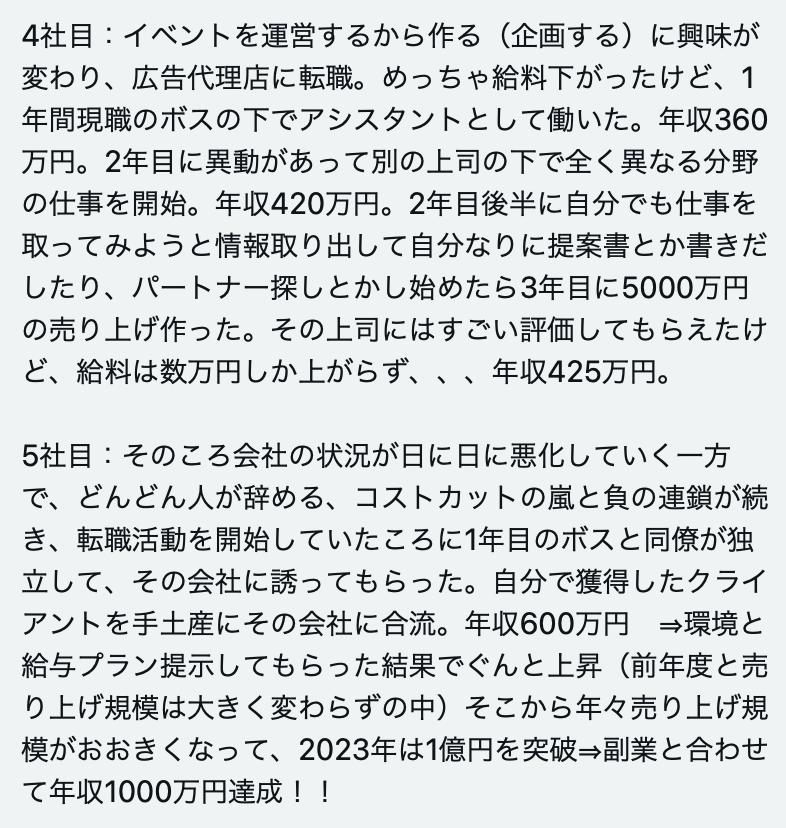 4社目：イベントを運営するから作る（企画する）に興味が
変わり、広告代理店に転職。めっちゃ給料下がったけど、1
年間現職のボスの下でアシスタントとして働いた。年収360
万円。2年目に異動があって別の上司の下で全く異なる分野
の仕事を開始。年収420万円。2年目後半に自分でも仕事を
取ってみようと情報取り出して自分なりに提案書とか書きだ
したり、パートナー探しとかし始めたら3年目に5000万円
の売り上げ作った。その上司にはすごい評価してもらえたけ
ど、給料は数万円しか上がらず、、、年収425万円。

5社目：そのころ会社の状況が日に日に悪化していく一方
で、どんどん人が辞める、コストカットの嵐と負の連鎖が続
き、転職活動を開始していたころに1年目のボスと同僚が独
立して、その会社に誘ってもらった。自分で獲得したクライ
アントを手土産にその会社に合流。年収600万円　⇒環境と
給与プラン提示してもらった結果でぐんと上昇（前年度と売
り上げ規模は大きく変わらずの中）そこから年々売り上げ規
模がおおきくなって、2023年は1億円を突破⇒副業と合わせ
て年収1000万円達成！！